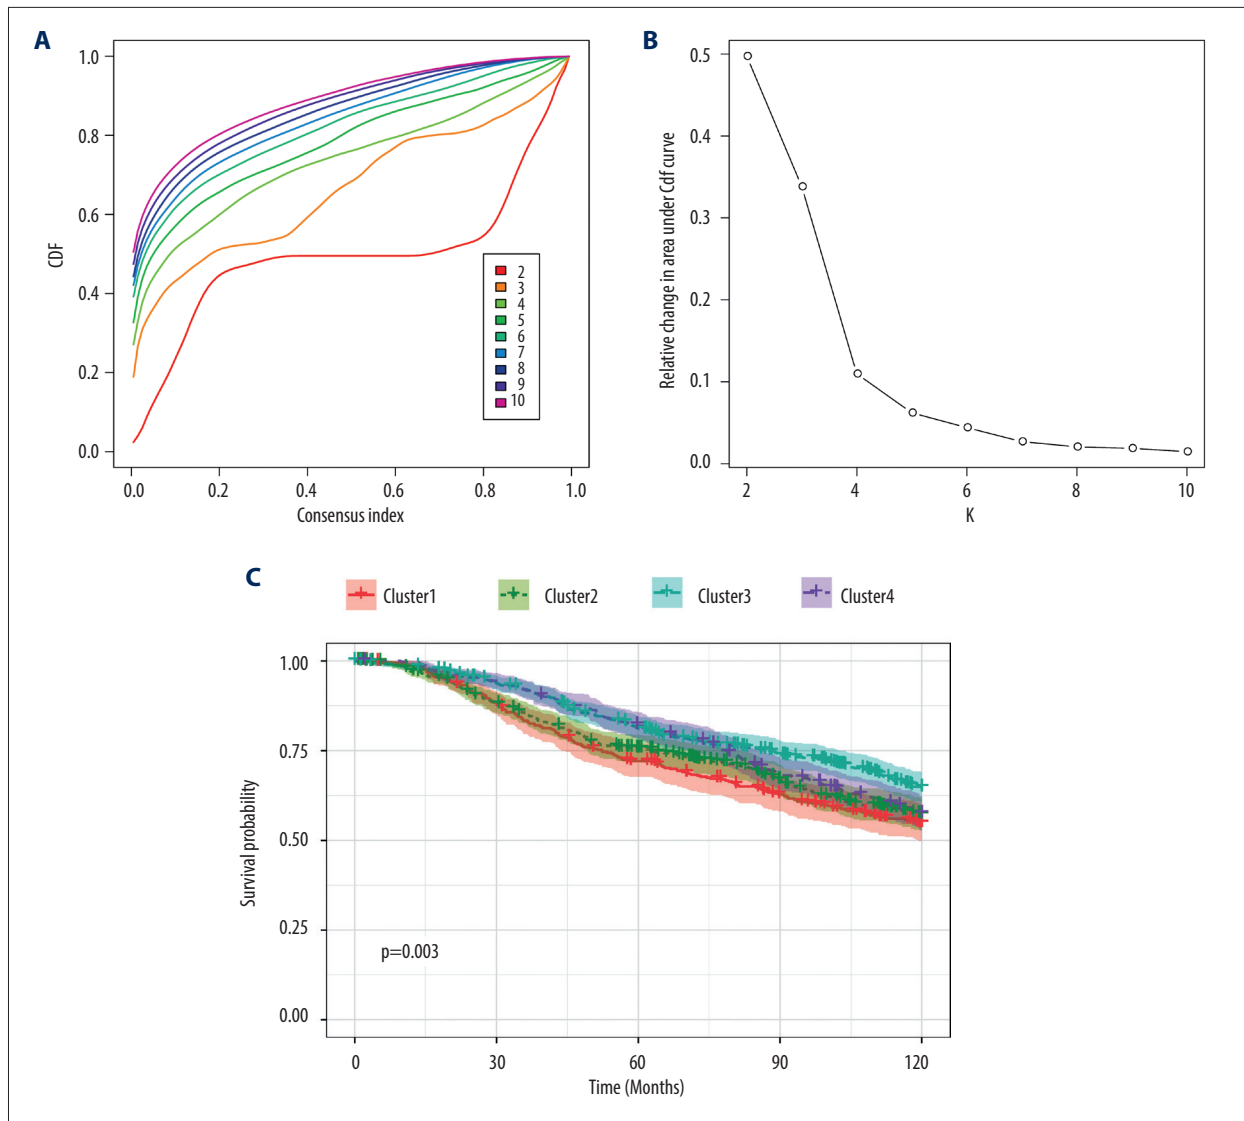 A
CDF
1.0
0.8
0.6
0.4
0.2
0.0
0.0 0.2 0.4 0.6 0.8 1.0
Consensus index
2
3
4
5
6
7
8
9
10
B
Relative change in area under Cdf curve
0.5
0.4
0.3
0.2
0.1
0.0
2 4 6 8 10
K
C
Cluster1 Cluster2 Cluster3 Cluster4
Survival probability
1.00
0.75
0.50
0.25
0.00
p=0.003
0 30 60 90 120
Time (Months)